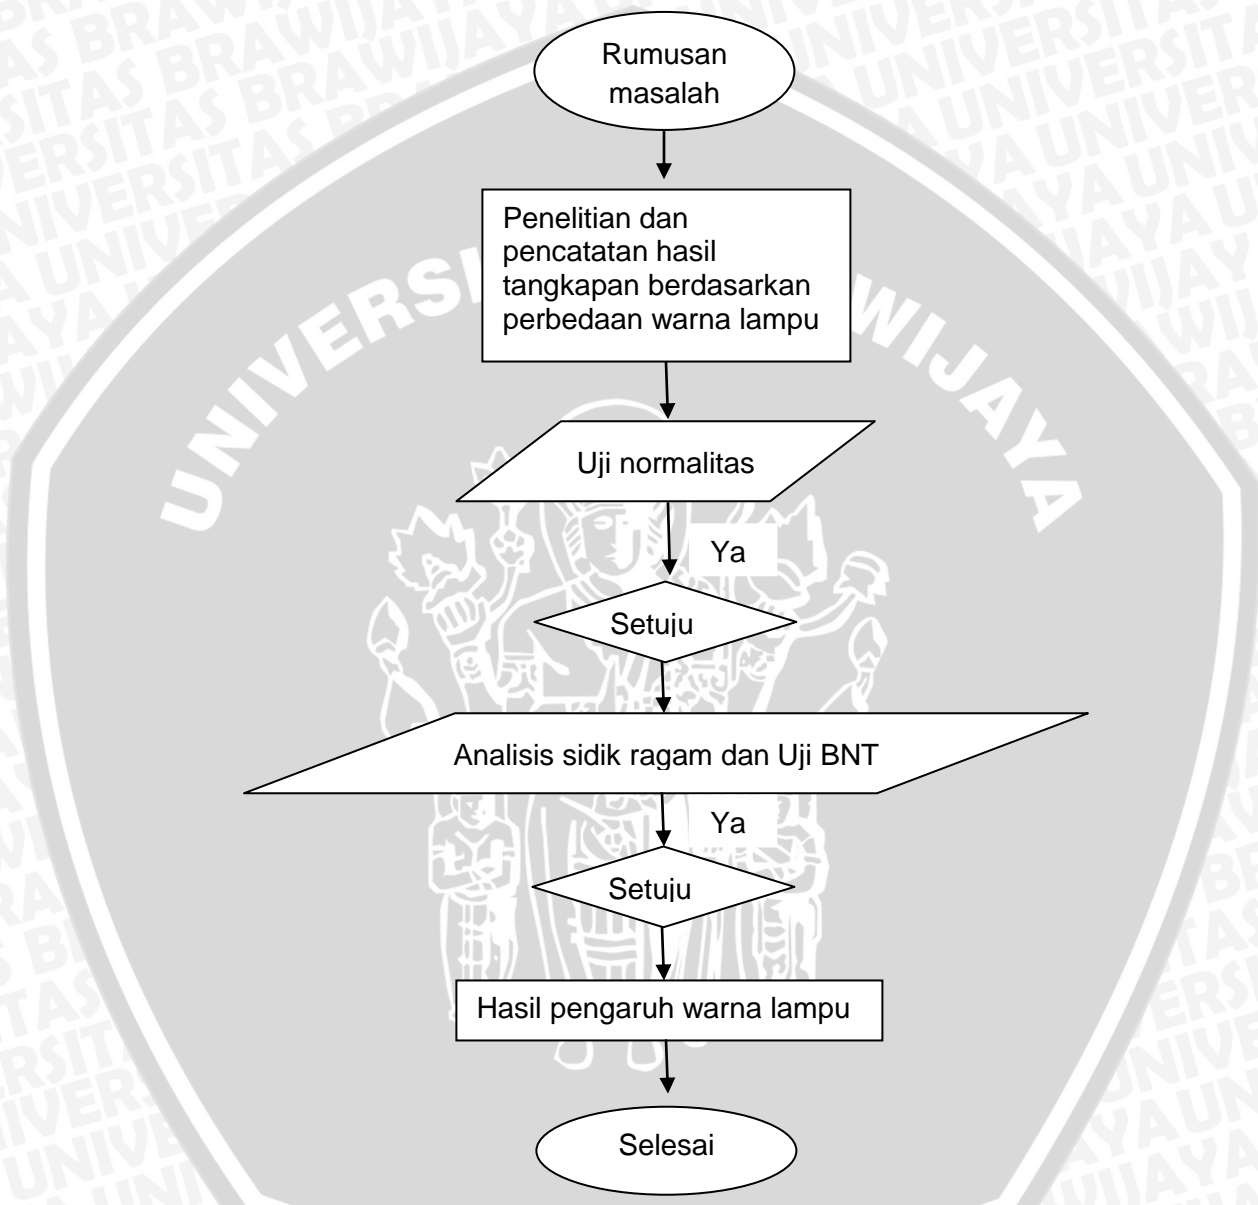 Rumusan
masalah
Penelitian dan
pencatatan hasil
tangkapan berdasarkan
perbedaan warna lampu
Uji normalitas
Ya
Setuju
Analisis sidik ragam dan Uji BNT
Ya
Setuju
Hasil pengaruh warna lampu
Selesai